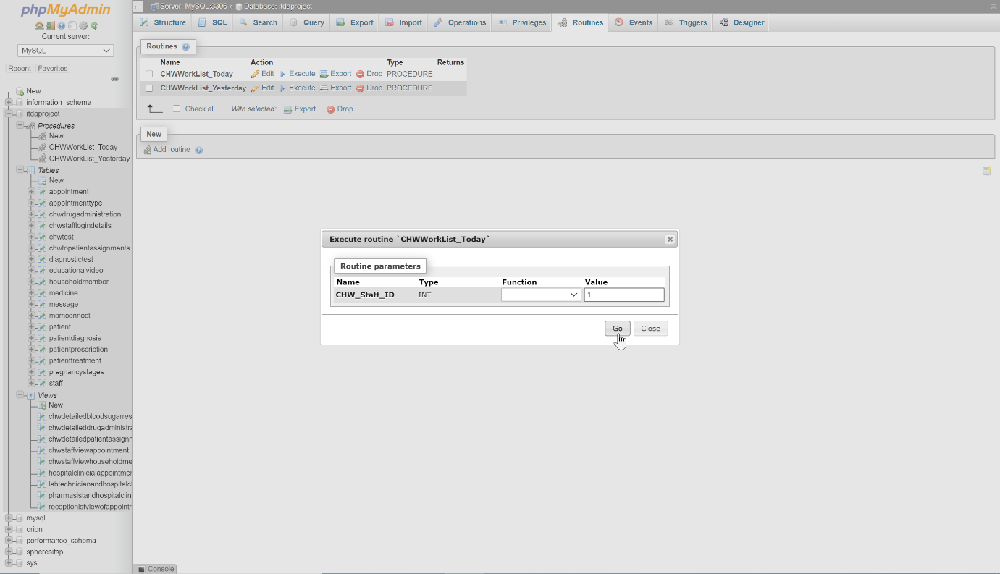 phpMyAdmin
Current server:
MySQL
Recent Favorites
New
information_schema
itdaproject
Procedures
New
CHWWorkList_Today
CHWWorkList_Yesterday
Tables
New
appointment
appointmenttype
chwdrugadministration
chwstafflogindetails
chwtest
chwtopatientassignments
diagnostictest
educationalvideo
householdmember
medicine
message
momconnect
patient
patientdiagnosis
patientprescription
patienttreatment
pregnancystages
staff
Views
New
chwdetailedbloodsugarres
chwdetaileddrugadministra
chwdetailedpatientassignm
chwstaffviewappointment
chwstaffviewhouseholdme
hospitalclinicialappointmen
labtechnicianandhospitalcl
pharmasistandhospitalclin
receptionistviewofappointm
mysql
orion
performance_schema
spheresitsp
sys
Server: MySQL:3306 » Database: itdaproject
Structure SQL Search Query Export Import Operations Privileges Routines Events Triggers Designer
Routines
Name Action Type Returns
CHWWorkList_Today Edit Execute Export Drop PROCEDURE
CHWWorkList_Yesterday Edit Execute Export Drop PROCEDURE
Check all With selected: Export Drop
New
Add routine
Execute routine `CHWWorkList_Today`
Routine parameters
Name Type Function Value
CHW_Staff_ID INT 1
Go Close
Console